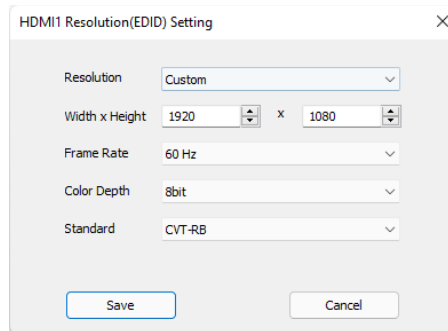 HDMI1 Resolution(EDID) Setting
Resolution Custom
Width x Height 1920 x 1080
Frame Rate 60 Hz
Color Depth 8bit
Standard CVT-RB
Save Cancel